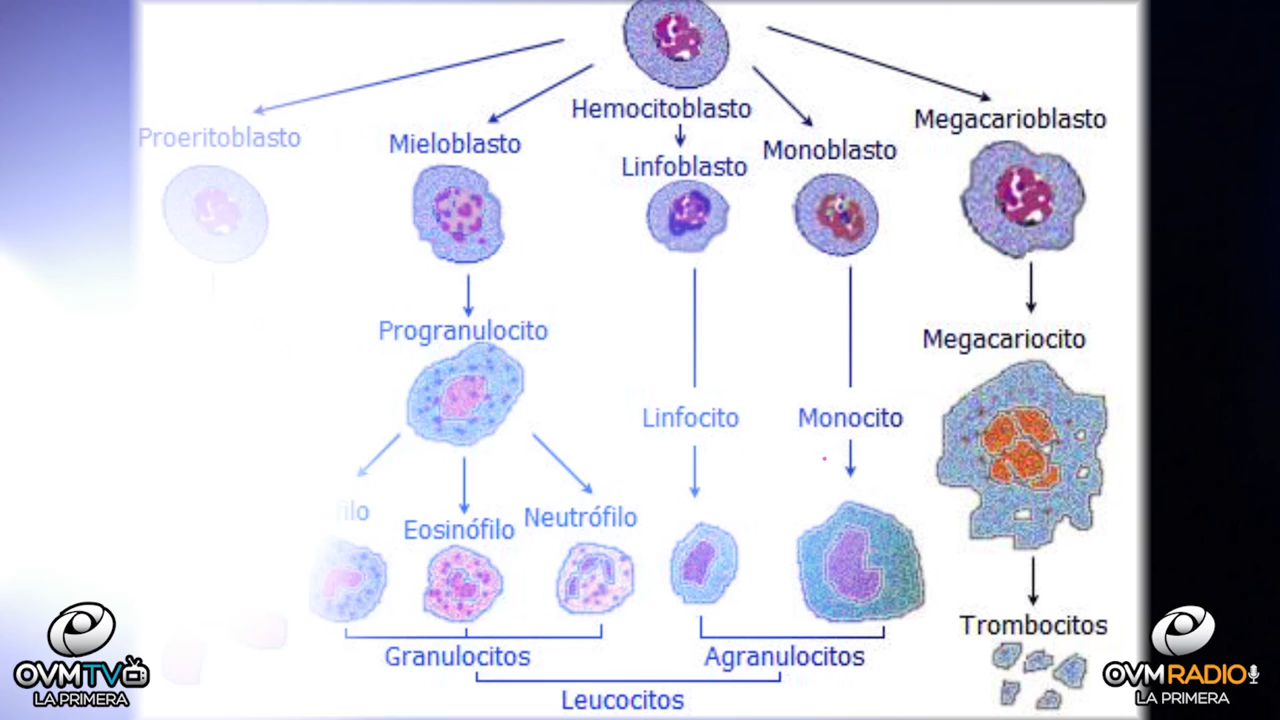 Hemocitoblasto
Proeritoblasto
Mieloblasto
Linfoblasto
Monoblasto
Megacarioblasto
Progranulocito
Megacariocito
Linfocito
Monocito
Eosinófilo
Neutrófilo
Granulocitos
Agranulocitos
Leucocitos
Trombocitos
OVMTV
LA PRIMERA
OVMRADIO
LA PRIMERA